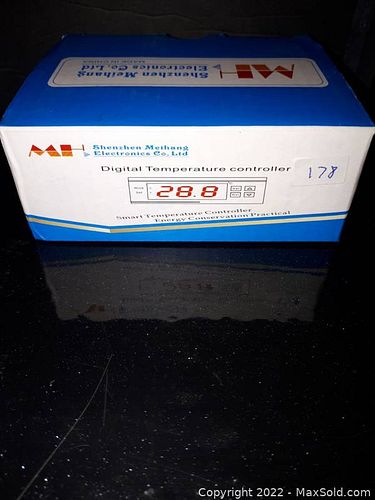 MH Shenzhen Meihang
Electronics Co, Ltd
MADE IN CHINA
MH Shenzhen Meihang
Electronics Co, Ltd
Digital Temperature controller
178
28.8
Smart Temperature Controller
Energy Conservation Practical
Copyright © 2022 - MaxSold.com